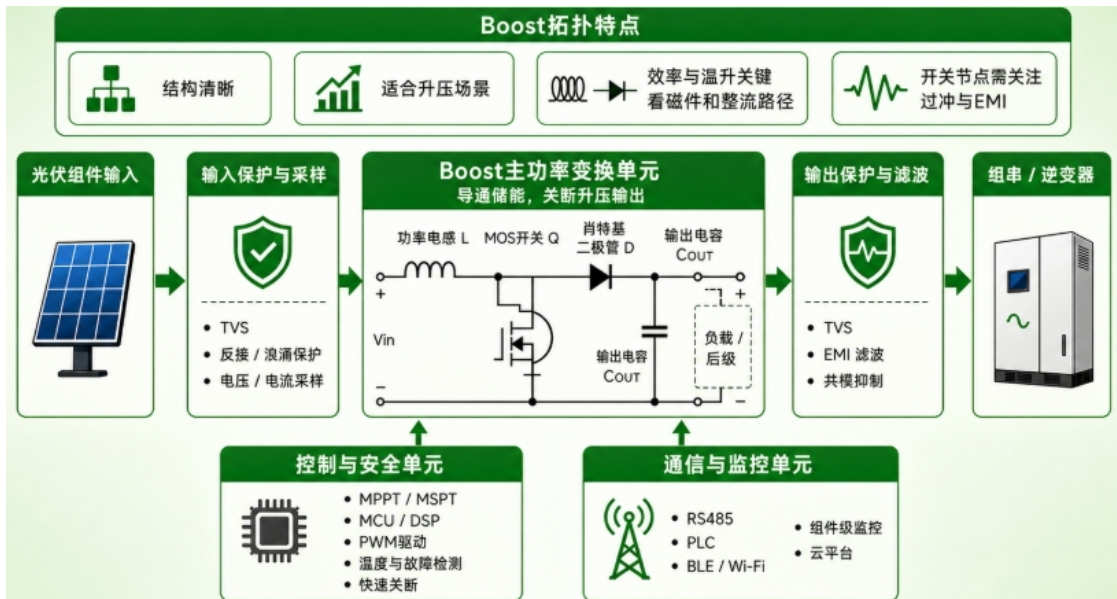 Boost拓扑特点
结构清晰
适合升压场景
效率与温升关键
看磁件和整流路径
开关节点需关注
过冲与EMI
光伏组件输入
输入保护与采样
• TVS
• 反接 / 浪涌保护
• 电压 / 电流采样
Boost主功率变换单元
导通储能，关断升压输出
功率电感 L
MOS开关 Q
肖特基
二极管 D
输出电容
COUT
+
Vin
−
输出电容
COUT
+
负载 /
后级
−
输出保护与滤波
• TVS
• EMI 滤波
• 共模抑制
组串 / 逆变器
控制与安全单元
• MPPT / MSPT
• MCU / DSP
• PWM驱动
• 温度与故障检测
• 快速关断
通信与监控单元
• RS485
• PLC
• BLE / Wi-Fi
• 组件级监控
• 云平台